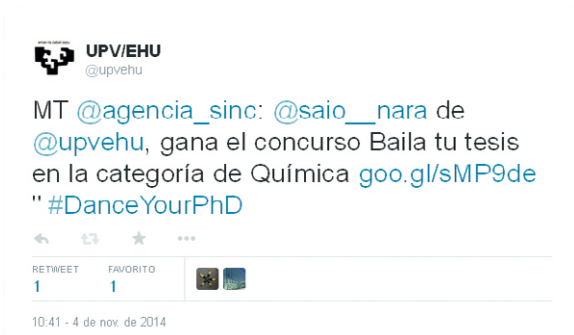 UPV/EHU
@upvehu
MT @agencia_sinc: @saio__nara de
@upvehu, gana el concurso Baila tu tesis
en la categoría de Química goo.gl/sMP9de
" #DanceYourPhD
RETWEET FAVORITO
1 1
10:41 - 4 de nov. de 2014